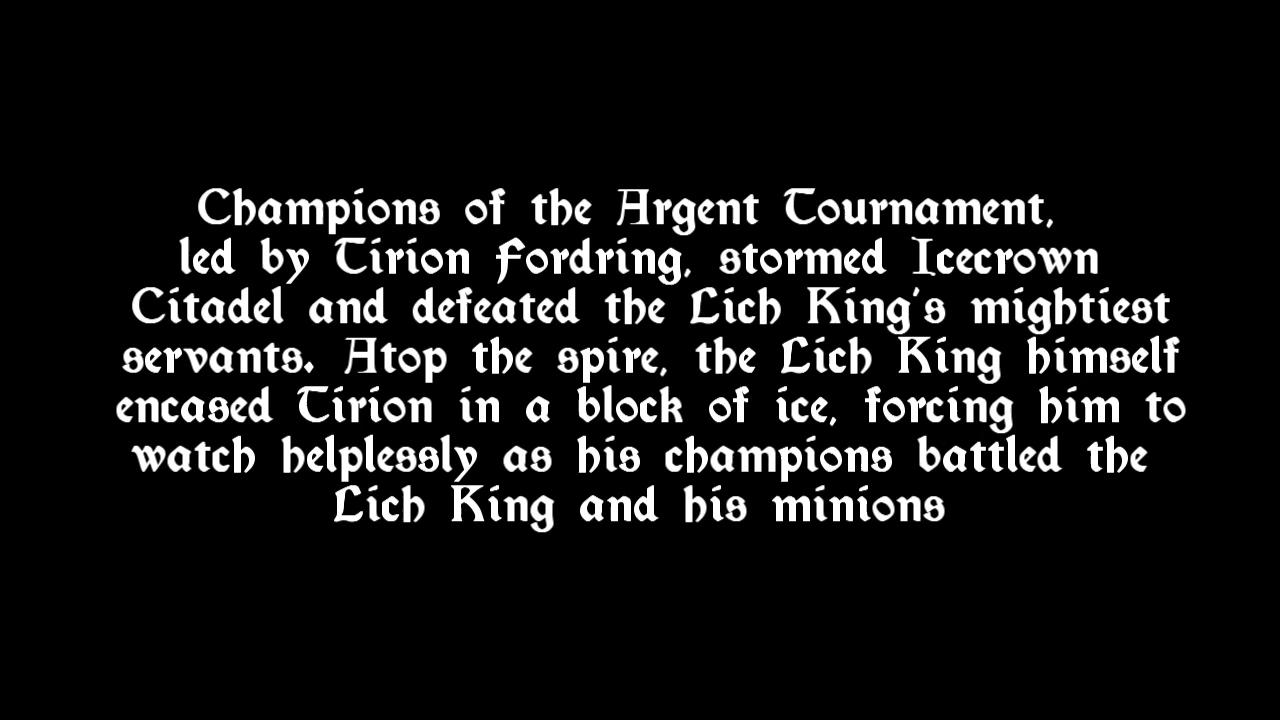 Champions of the Argent Tournament,
led by Tirion Fordring, stormed Icecrown
Citadel and defeated the Lich King's mightiest
servants. Atop the spire, the Lich King himself
encased Tirion in a block of ice, forcing him to
watch helplessly as his champions battled the
Lich King and his minions